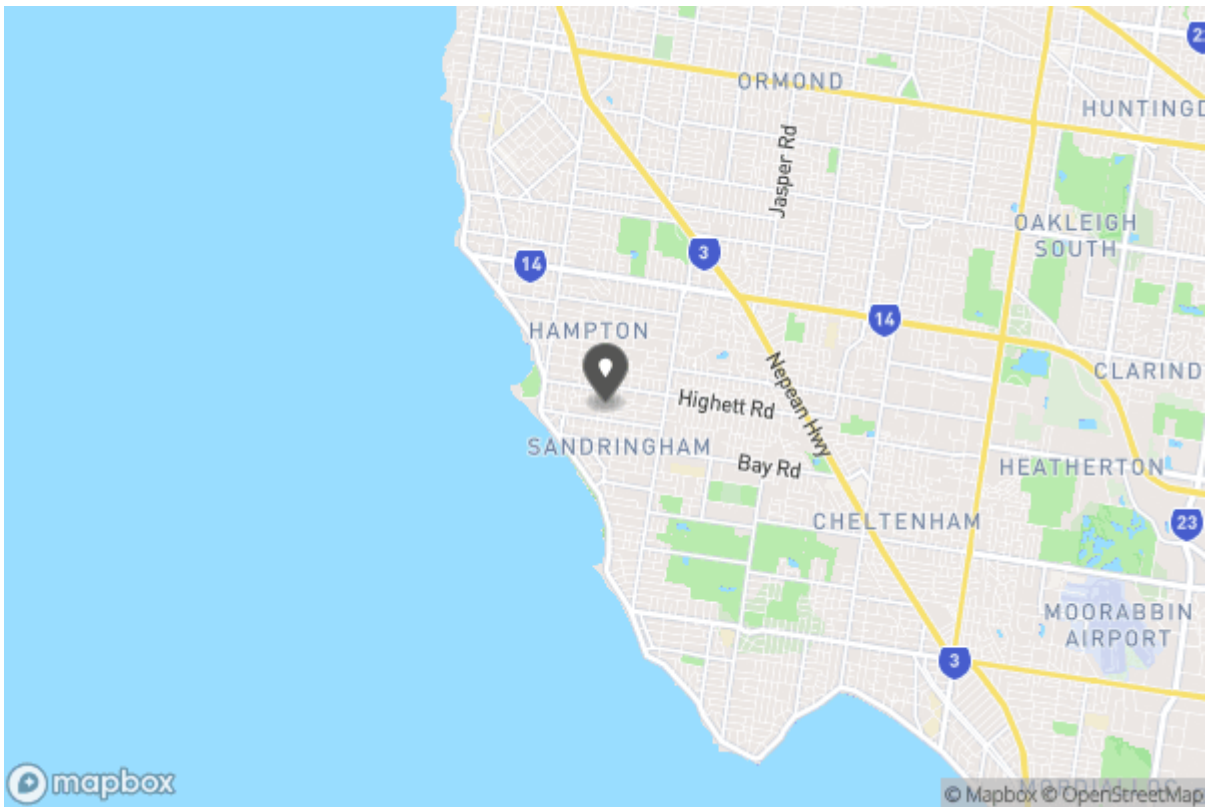 ORMOND
HUNTINGD
Jasper Rd
OAKLEIGH
SOUTH
3
14
14
HAMPTON
CLARIND
Nepean Hwy
Highett Rd
SANDRINGHAM
Bay Rd
HEATHERTON
CHELTENHAM
23
MOORABBIN
AIRPORT
3
mapbox
© Mapbox © OpenStreetMap